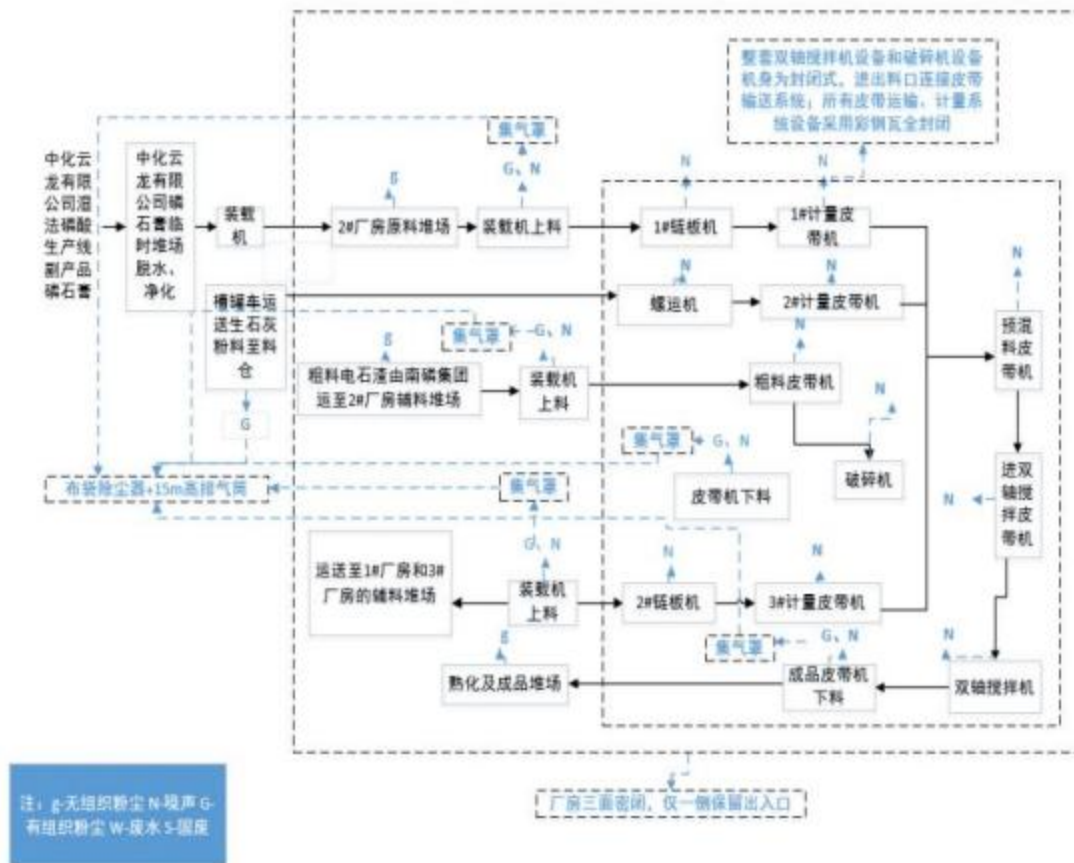 整套双轴搅拌机设备和破碎机设备
机身为封闭式，进出料口连接皮带
输送系统；所有皮带运输、计量系
统设备采用彩钢瓦全封闭
集气罩
中化云
龙有限
公司湿
法磷酸
生产线
副产品
磷石膏
中化云
龙有限
公司磷
石膏临
时堆场
脱水、
净化
装载
机
g
2#厂房原料堆场
G、N
装载机上料
N
1#链板机
N
1#计量皮
带机
槽罐车运
送生石灰
粉料至料
仓
G
N
螺运机
N
2#计量皮带机
N
预混
料皮
带机
g
粗料电石渣由南磷集团
运至2#厂房辅料堆场
集气罩
G、N
装载机
上料
N
粗料皮带机
N
破碎机
集气罩
G、N
皮带机下料
N
进双
轴搅
拌皮
带机
布袋除尘器+15m高排气筒
集气罩
G、N
运送至1#厂房和3#
厂房的辅料堆场
装载机
上料
N
2#链板机
N
3#计量皮带机
g
熟化及成品堆场
集气罩
G、N
成品皮带机
下料
N
双轴搅拌机
厂房三面密闭，仅一侧保留出入口
注：g-无组织粉尘 N-噪声 G-
有组织粉尘 W-废水 S-固废